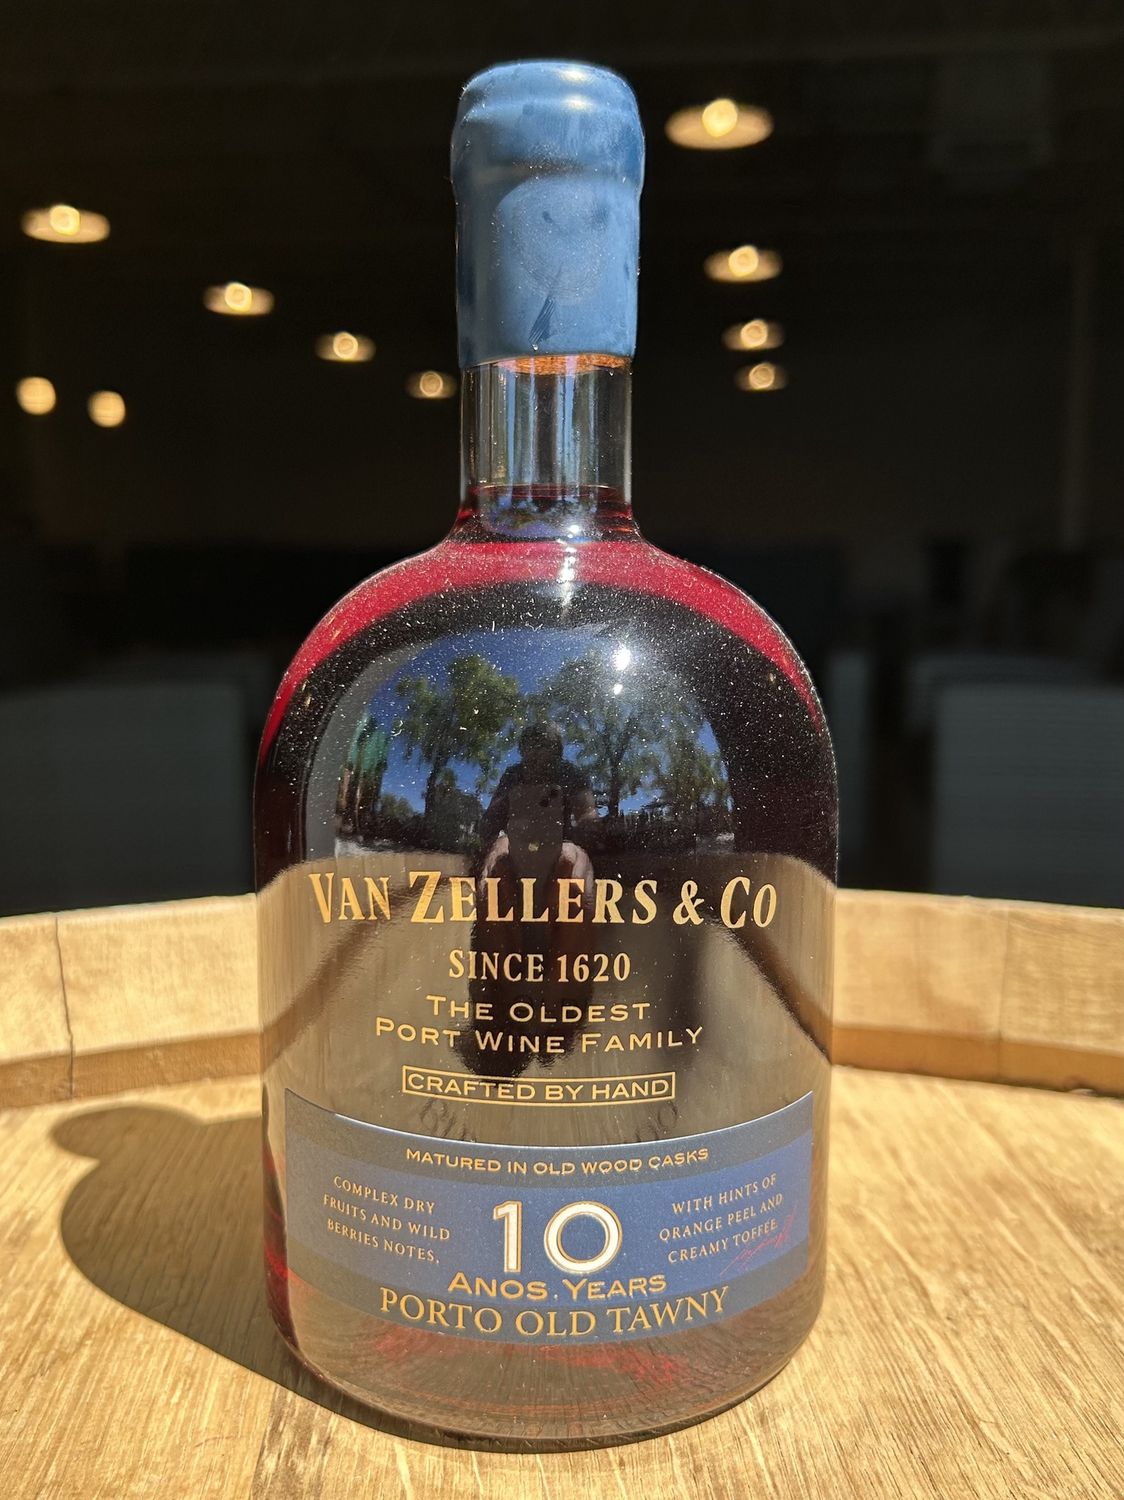 VAN ZELLERS & CO
SINCE 1620
THE OLDEST
PORT WINE FAMILY
CRAFTED BY HAND
MATURED IN OLD WOOD CASKS
COMPLEX DRY
FRUITS AND WILD
BERRIES NOTES,
10
ANOS. YEARS
WITH HINTS OF
ORANGE PEEL AND
CREAMY TOFFEE.
PORTO OLD TAWNY